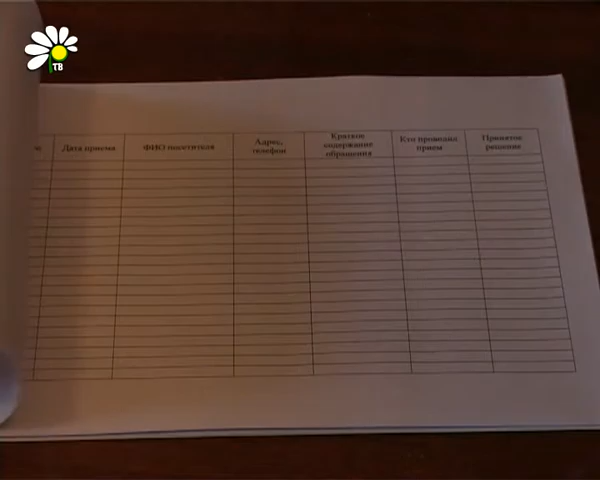 ТВ
Дата приема
ФИО посетителя
Адрес,
телефон
Краткое
содержание
обращения
Кто проводил
прием
Принятое
решение